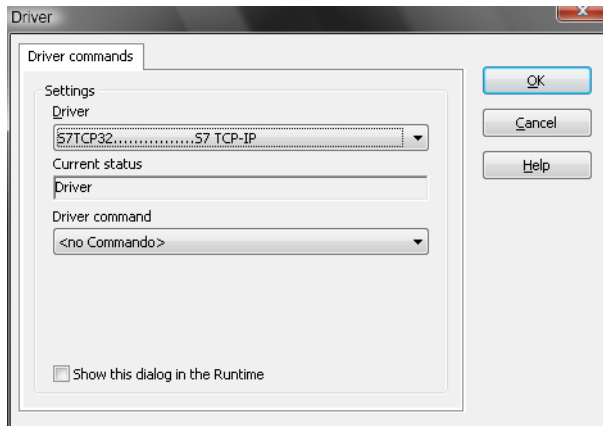 Driver
Driver commands
Settings
Driver
S7TCP32................S7 TCP-IP
Current status
Driver
Driver command
<no Commando>
Show this dialog in the Runtime
OK
Cancel
Help